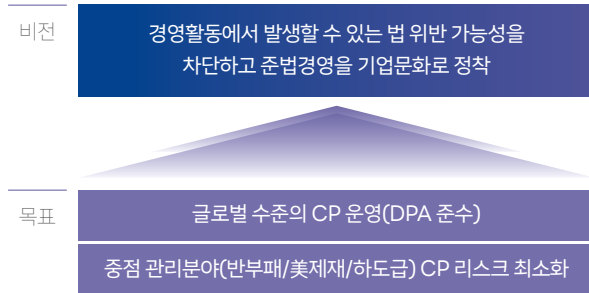 비전
경영활동에서 발생할 수 있는 법 위반 가능성을
차단하고 준법경영을 기업문화로 정착
목표
글로벌 수준의 CP 운영(DPA 준수)
중점 관리분야(반부패/美제재/하도급) CP 리스크 최소화